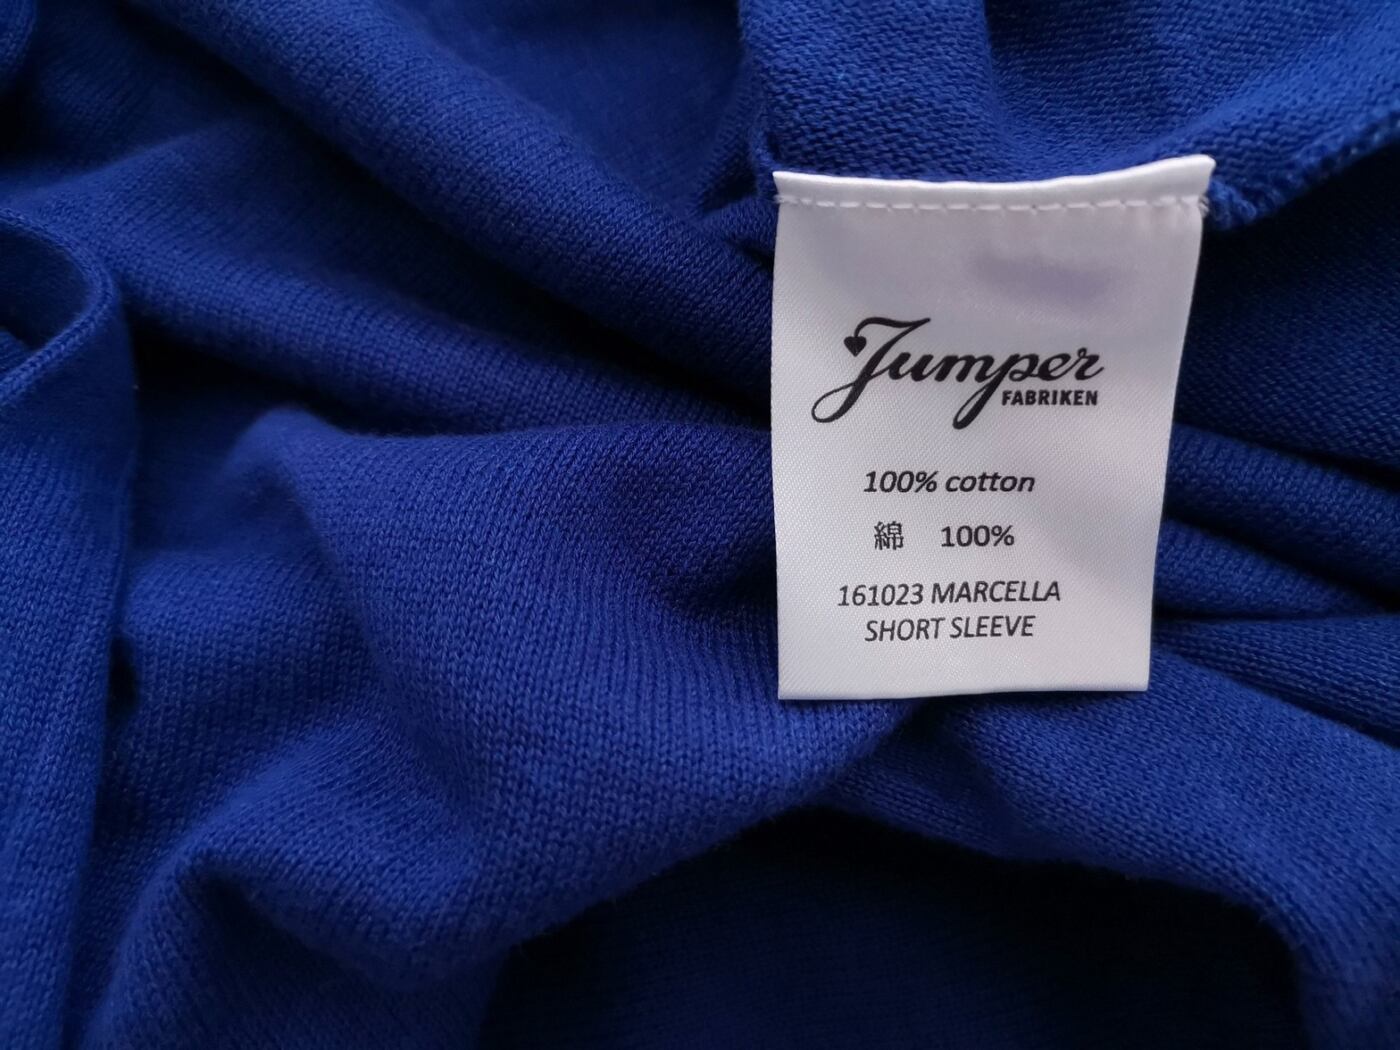 Jumper
FABRIKEN
100% cotton
綿 100%
161023 MARCELLA
SHORT SLEEVE